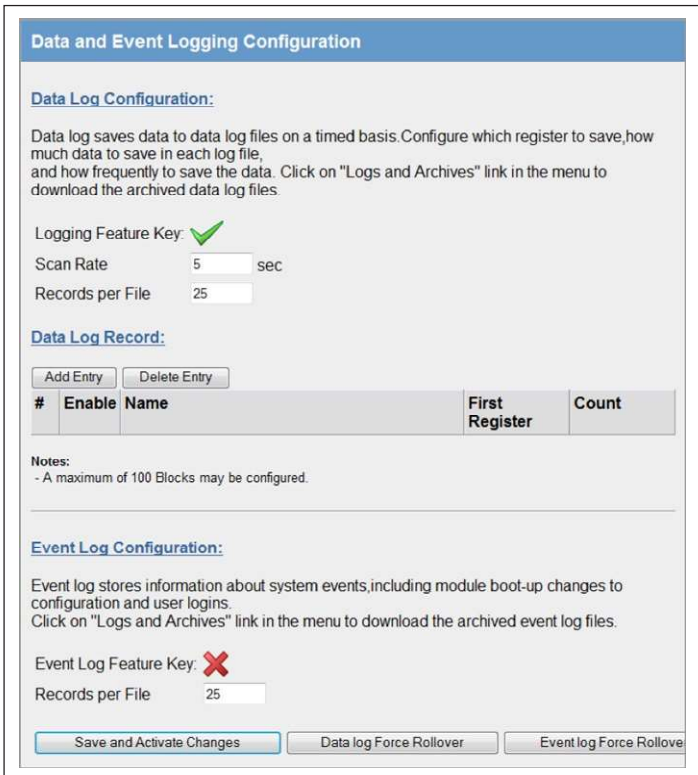 Data and Event Logging Configuration
Data Log Configuration:
Data log saves data to data log files on a timed basis.Configure which register to save,how
much data to save in each log file,
and how frequently to save the data. Click on "Logs and Archives" link in the menu to
download the archived data log files.
Logging Feature Key:
Scan Rate 5 sec
Records per File 25
Data Log Record:
Add Entry Delete Entry
# Enable Name First Register Count
Notes:
- A maximum of 100 Blocks may be configured.
Event Log Configuration:
Event log stores information about system events,including module boot-up changes to
configuration and user logins.
Click on "Logs and Archives" link in the menu to download the archived event log files.
Event Log Feature Key:
Records per File 25
Save and Activate Changes Data log Force Rollover Event log Force Rollove